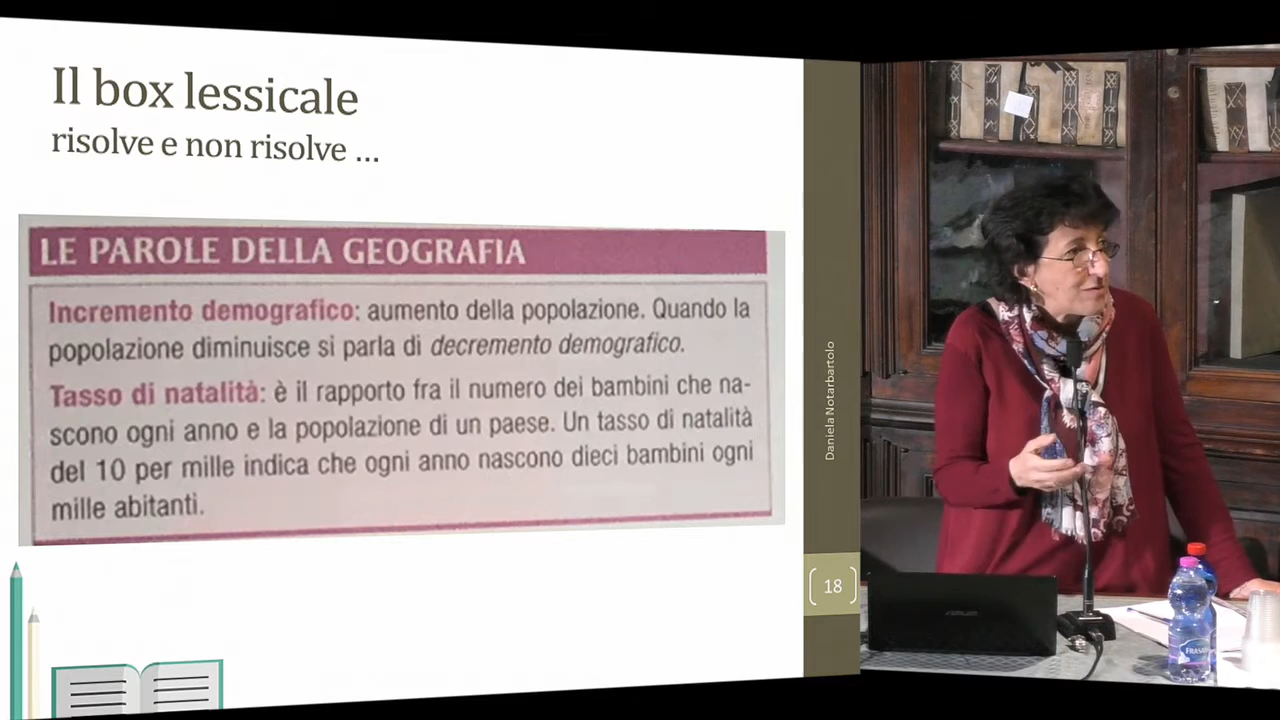 Il box lessicale
risolve e non risolve ...
LE PAROLE DELLA GEOGRAFIA
Incremento demografico: aumento della popolazione. Quando la
popolazione diminuisce si parla di decremento demografico.
Tasso di natalità: è il rapporto fra il numero dei bambini che na-
scono ogni anno e la popolazione di un paese. Un tasso di natalità
del 10 per mille indica che ogni anno nascono dieci bambini ogni
mille abitanti.
Daniela Notarbartolo
18
ASUS